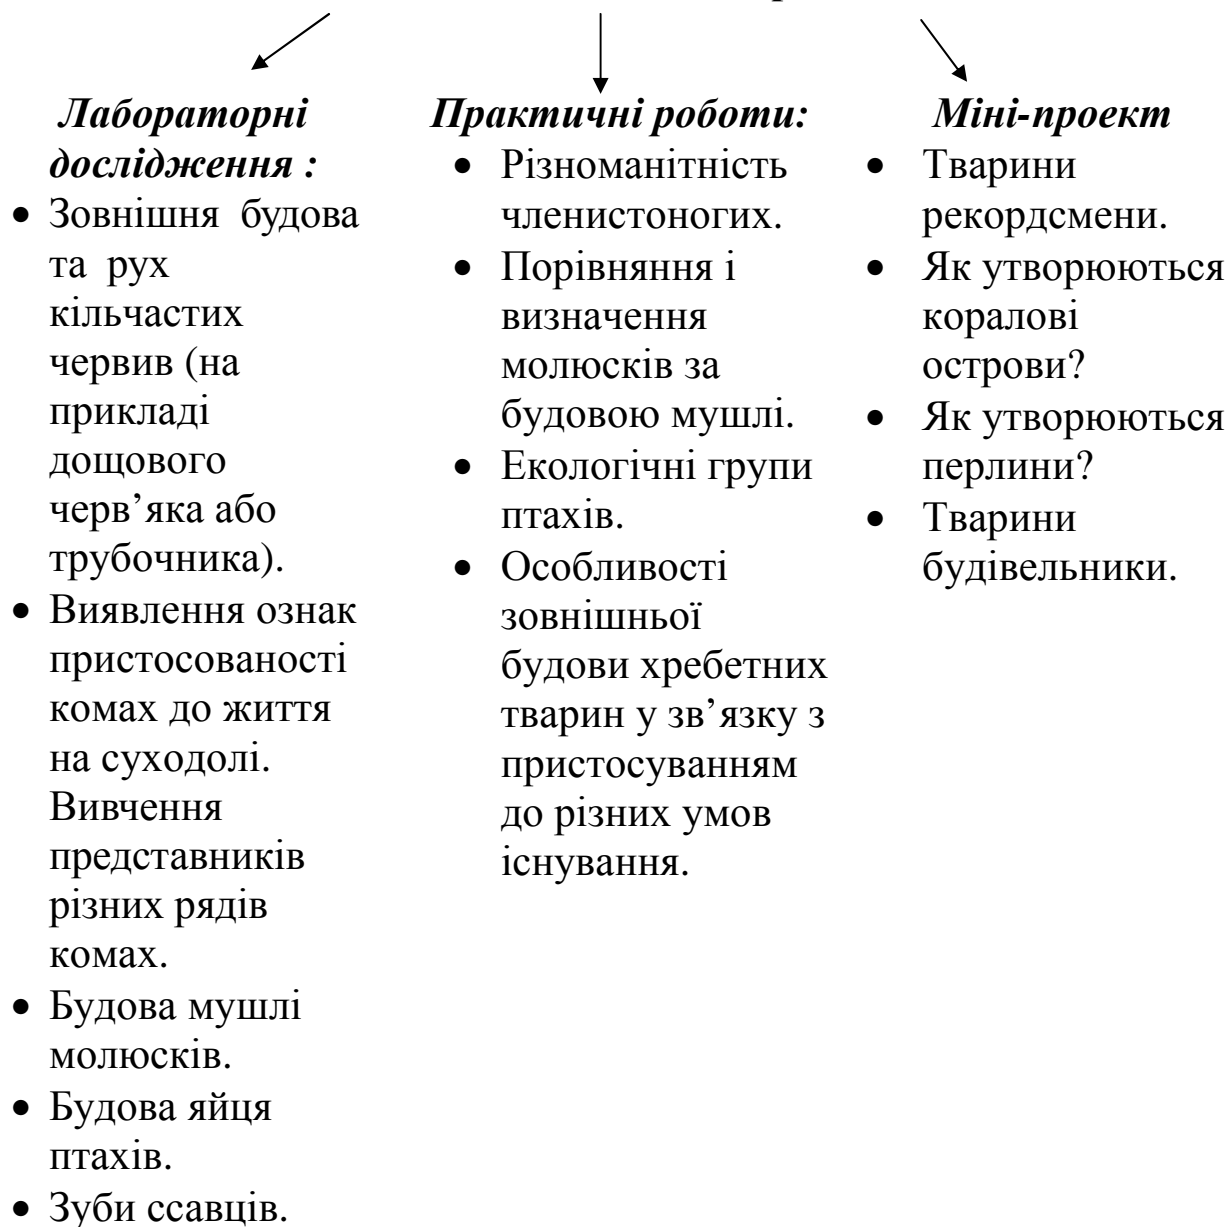 Лабораторні
дослідження :
• Зовнішня будова
та рух
кільчастих
червив (на
прикладі
дощового
черв’яка або
трубочника).
• Виявлення ознак
пристосованості
комах до життя
на суходолі.
Вивчення
представників
різних рядів
комах.
• Будова мушлі
молюсків.
• Будова яйця
птахів.
• Зуби ссавців.
Практичні роботи:
• Різноманітність
членистоногих.
• Порівняння і
визначення
молюсків за
будовою мушлі.
• Екологічні групи
птахів.
• Особливості
зовнішньої
будови хребетних
тварин у зв’язку з
пристосуванням
до різних умов
існування.
Міні-проект
• Тварини
рекордсмени.
• Як утворюються
коралові
острови?
• Як утворюються
перлини?
• Тварини
будівельники.